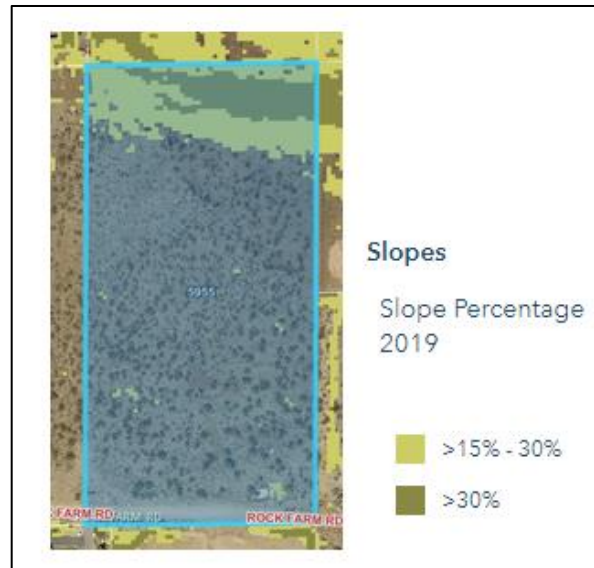 Slopes
Slope Percentage
2019
>15% - 30%
>30%
5955
FARM RD
ROCK FARM RD